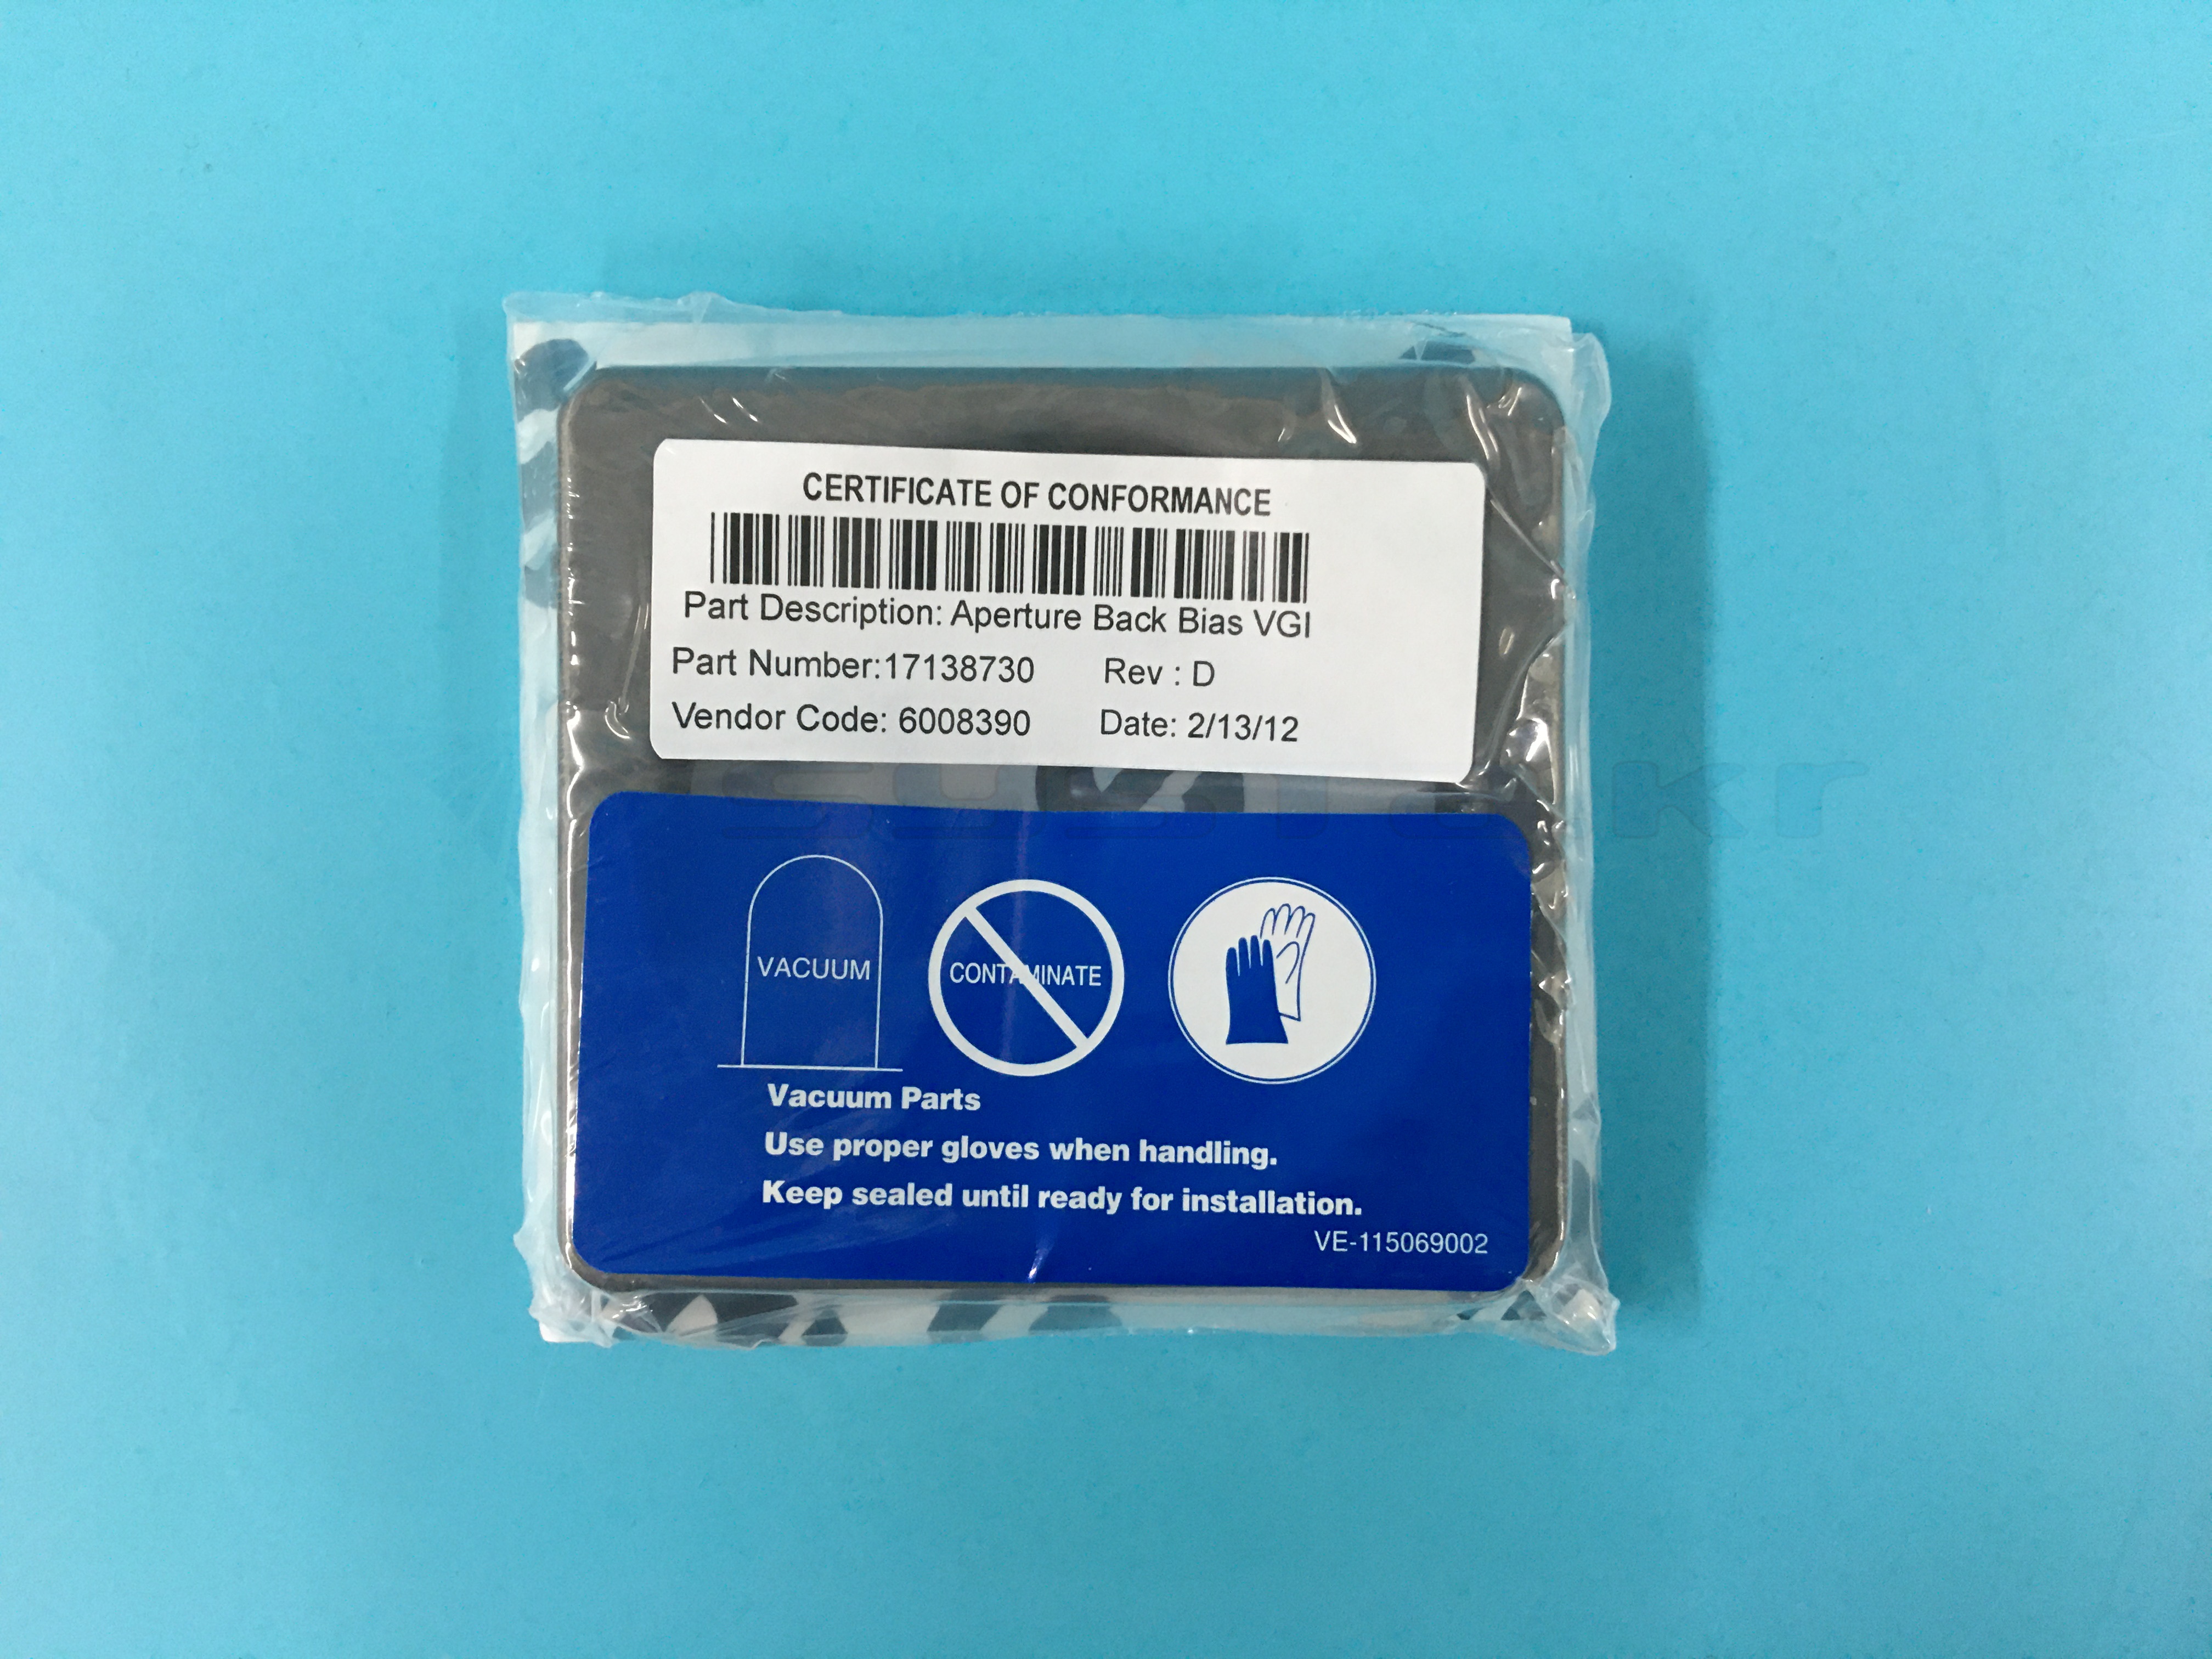 CERTIFICATE OF CONFORMANCE
Part Description: Aperture Back Bias VGI
Part Number:17138730 Rev : D
Vendor Code: 6008390 Date: 2/13/12
VACUUM
CONTAMINATE
Vacuum Parts
Use proper gloves when handling.
Keep sealed until ready for installation.
VE-115069002